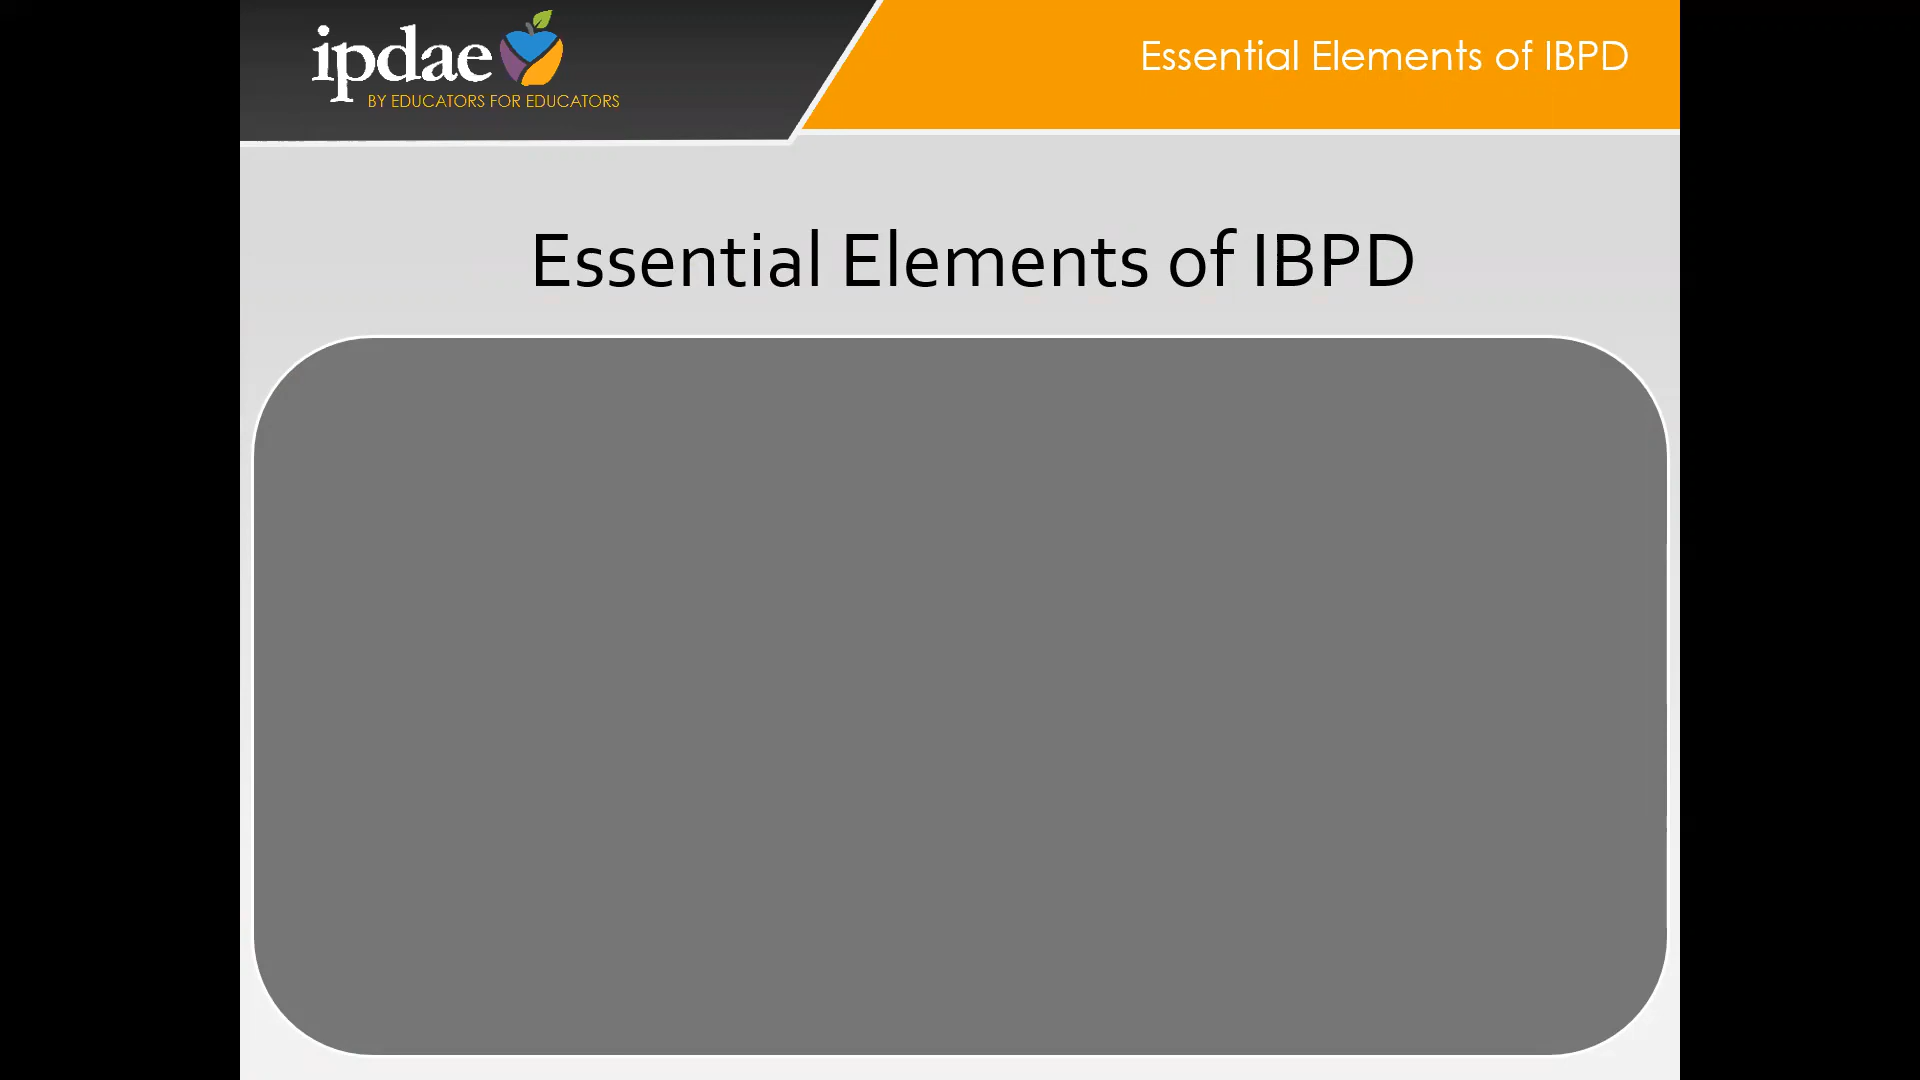 ipdae
BY EDUCATORS FOR EDUCATORS
Essential Elements of IBPD
Essential Elements of IBPD